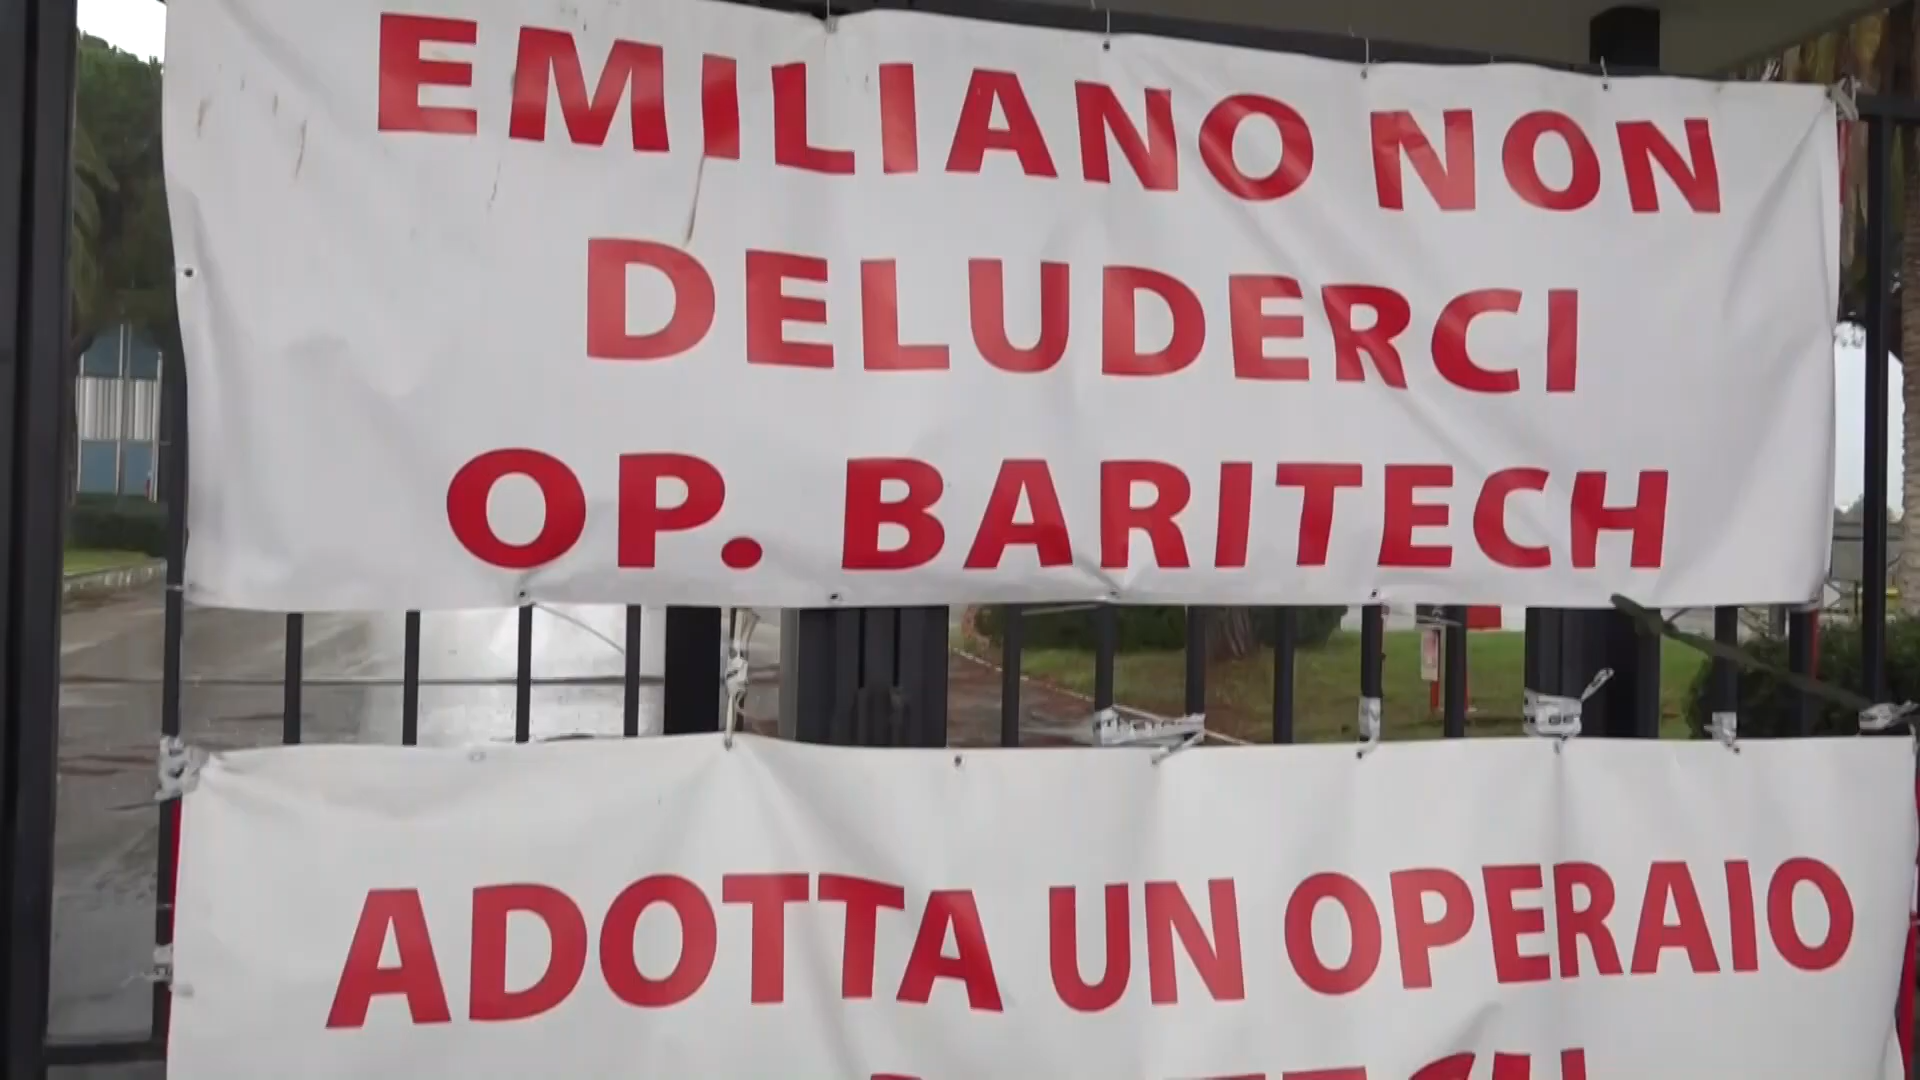 EMILIANO NON
DELUDERCI
OP. BARITECH
ADOTTA UN OPERAIO